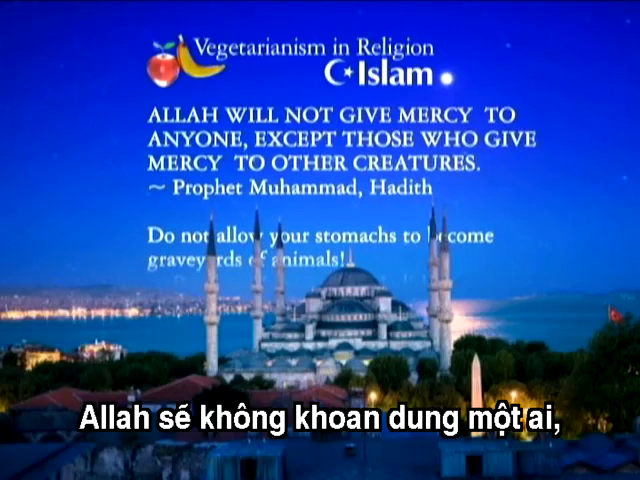 Vegetarianism in Religion
Islam
ALLAH WILL NOT GIVE MERCY TO
ANYONE, EXCEPT THOSE WHO GIVE
MERCY TO OTHER CREATURES.
~ Prophet Muhammad, Hadith
Do not allow your stomachs to become
graveyards of animals!
Allah sẽ không khoan dung một ai,